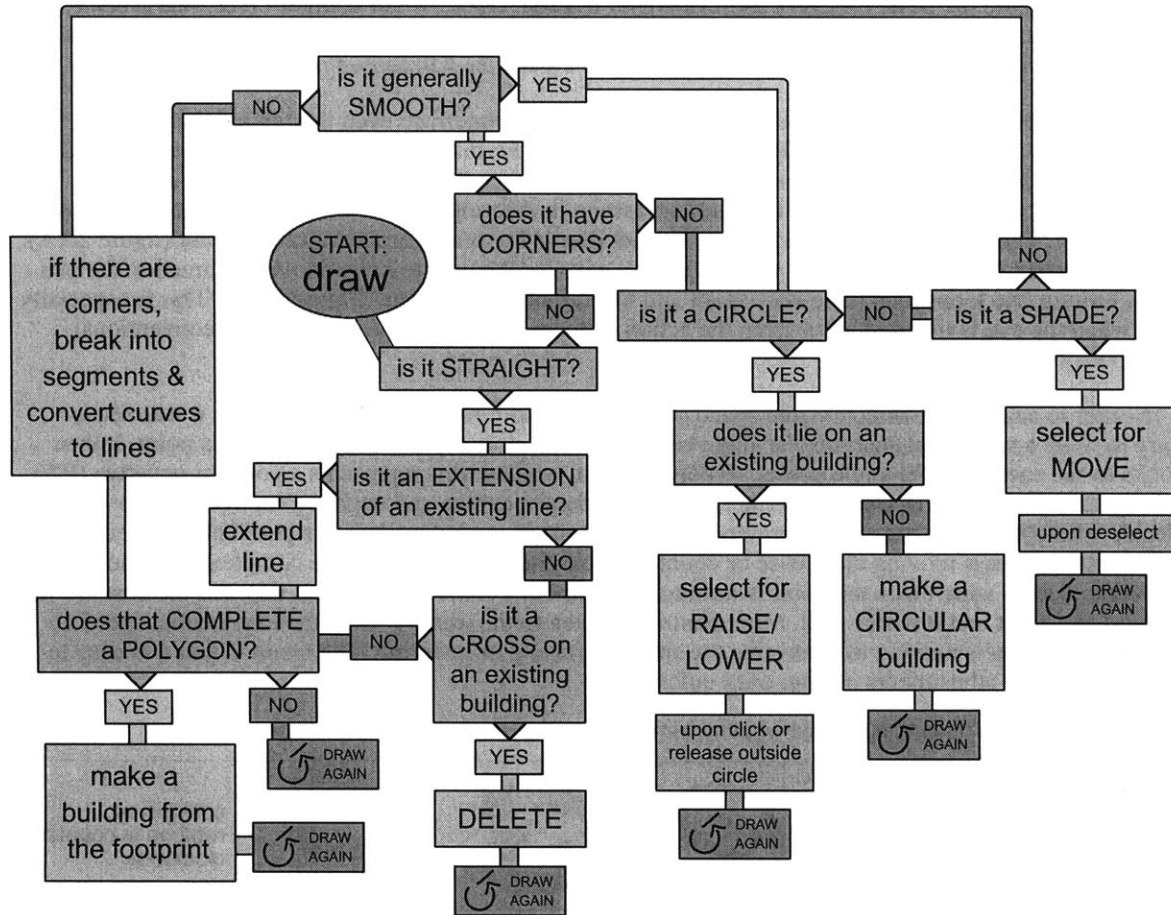 is it generally
SMOOTH?
YES
NO
YES
does it have
CORNERS?
NO
START:
draw
NO
if there are
corners,
break into
segments &
convert curves
to lines
NO
is it a CIRCLE?
NO
is it a SHADE?
is it STRAIGHT?
YES
YES
YES
does it lie on an
existing building?
select for
MOVE
YES
is it an EXTENSION
of an existing line?
extend
line
YES
NO
upon deselect
NO
select for
RAISE/
LOWER
make a
CIRCULAR
building
DRAW
AGAIN
does that COMPLETE
a POLYGON?
NO
is it a
CROSS on
an existing
building?
YES
NO
upon click or
release outside
circle
DRAW
AGAIN
DRAW
AGAIN
YES
make a
building from
the footprint
DRAW
AGAIN
DELETE
DRAW
AGAIN
DRAW
AGAIN